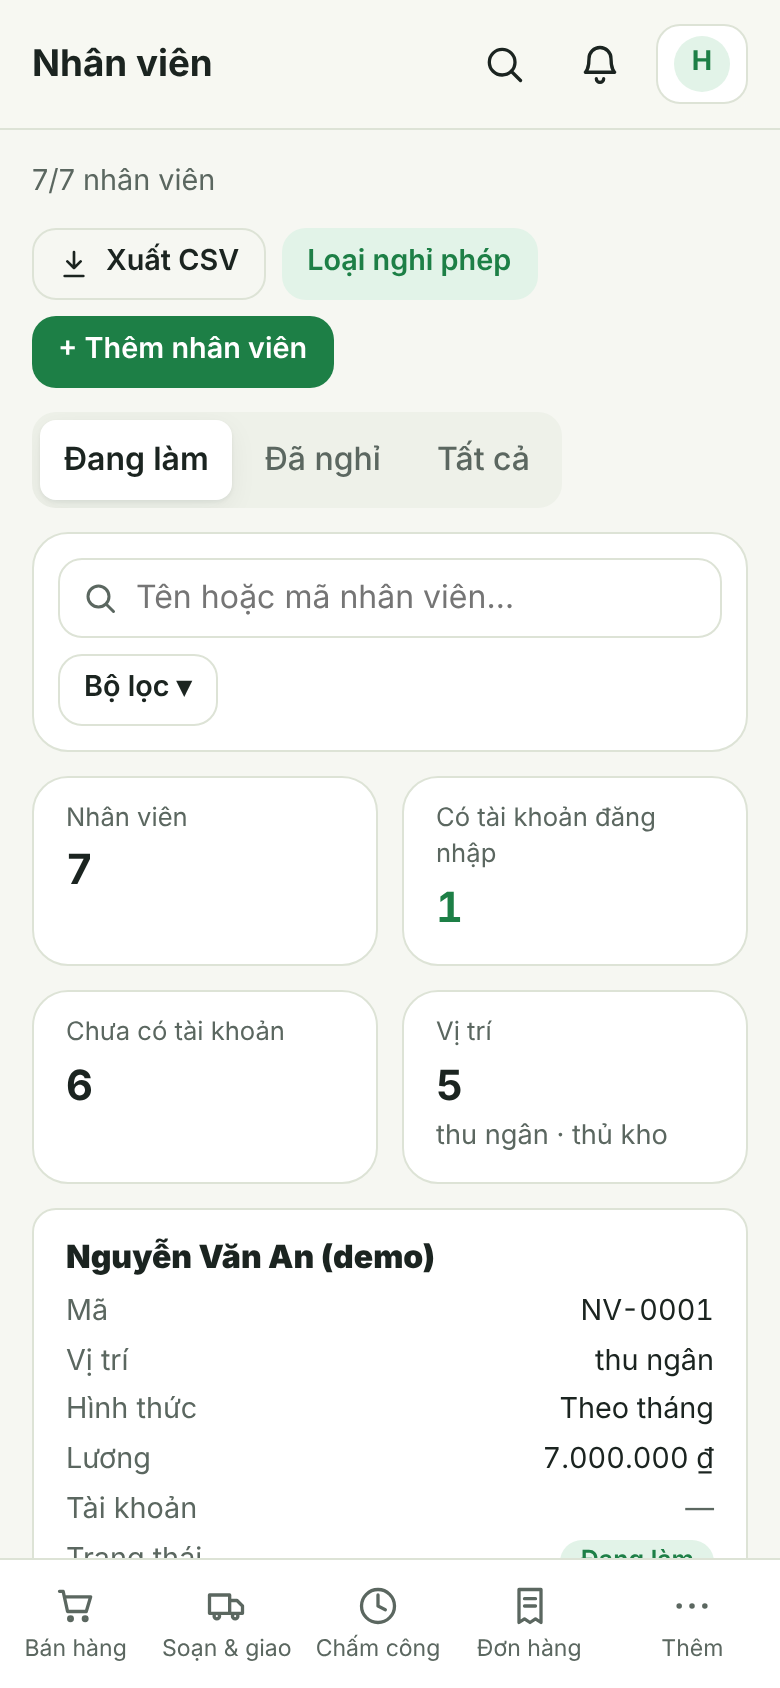 Nhân viên
H
7/7 nhân viên
Xuất CSV
Loại nghỉ phép
+ Thêm nhân viên
Đang làm
Đã nghỉ
Tất cả
Tên hoặc mã nhân viên...
Bộ lọc ▾
Nhân viên
7
Có tài khoản đăng
nhập
1
Chưa có tài khoản
6
Vị trí
5
thu ngân · thủ kho
Nguyễn Văn An (demo)
Mã NV-0001
Vị trí thu ngân
Hình thức Theo tháng
Lương 7.000.000 ₫
Tài khoản —
Trạng thái Đang làm
Bán hàng
Soạn & giao
Chấm công
Đơn hàng
Thêm